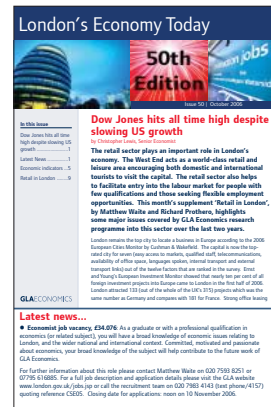 London's Economy Today
50th
Edition
london jobs
Issue 50 | October 2006
In this issue
Dow Jones hits all time
high despite slowing US
growth ....................1
Latest News ..............1
Economic indicators ..5
Retail in London ........9
GLAECONOMICS
Dow Jones hits all time high despite
slowing US growth
by Christopher Lewis, Senior Economist
The retail sector plays an important role in London's
economy. The West End acts as a world-class retail and
leisure area encouraging both domestic and international
tourists to visit the capital. The retail sector also helps
to facilitate entry into the labour market for people with
few qualifications and those seeking flexible employment
opportunities. This month's supplement 'Retail in London',
by Matthew Waite and Richard Prothero, highlights
some major issues covered by GLA Economics research
programme into this sector over the last two years.
London remains the top city to locate a business in Europe according to the 2006
European Cities Monitor by Cushman & Wakefield. The capital is now the top-
rated city for seven (easy access to markets, qualified staff, telecommunications,
availability of office space, languages spoken, internal transport and external
transport links) out of the twelve factors that are ranked in the survey. Ernst
and Young's European Investment Monitor showed that nearly ten per cent of all
foreign investment projects into Europe came to London in the first half of 2006.
London attracted 133 (out of the whole of the UK's 315) projects which was the
same number as Germany and compares with 181 for France. Strong office leasing
Latest news...
● Economist job vacancy, £34,076: As a graduate or with a professional qualification in
economics (or related subject), you will have a broad knowledge of economic issues relating to
London, and the wider national and international context. Committed, motivated and passionate
about economics, your broad knowledge of the subject will help contribute to the future work of
GLA Economics.
For further information about this role please contact Matthew Waite on 020 7593 8251 or
07795 616885. For a full job description and application details please visit the GLA website
www.london.gov.uk/jobs.jsp or call the recruitment team on 020 7983 4143 (text phone/4157)
quoting reference CSE05. Closing date for applications: noon on 10 November 2006.